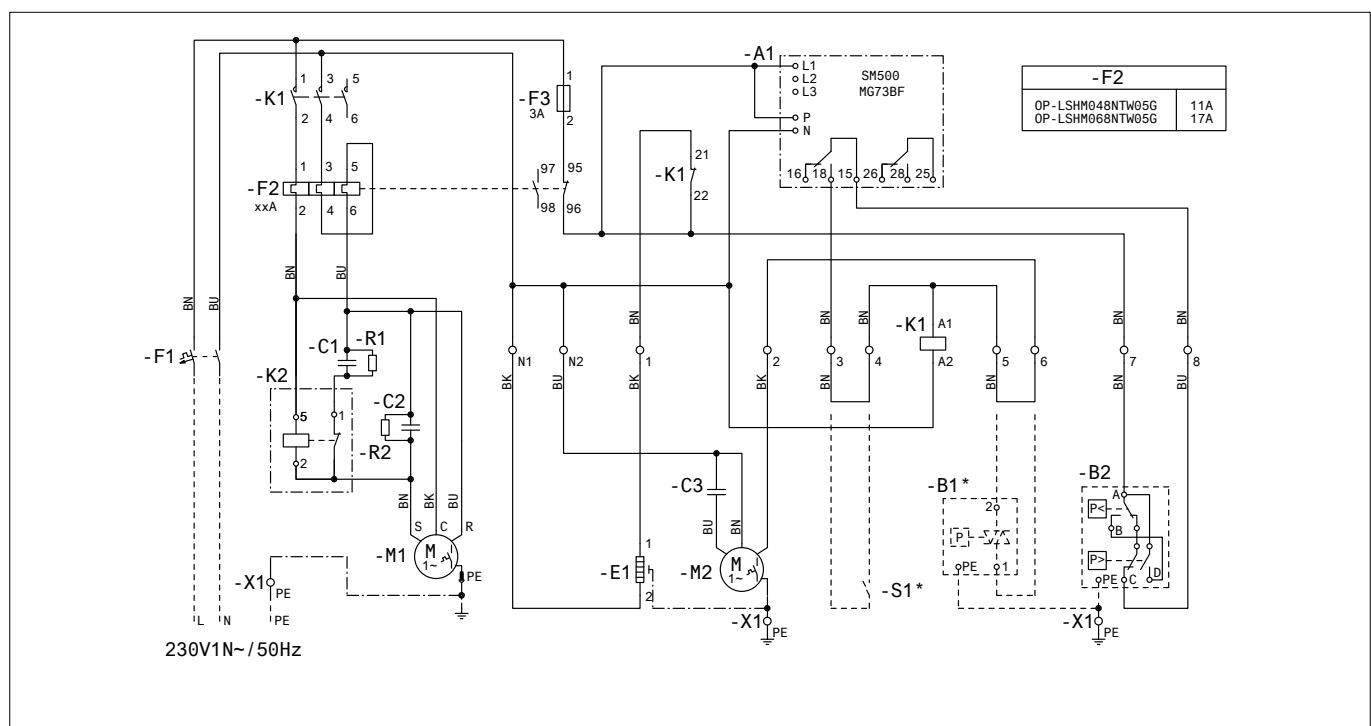 -A1
L1
L2
L3
SM500
MG73BF
P
N
16 18 15 26 28 25
-F2
OP-LSHM048NTW05G 11A
OP-LSHM068NTW05G 17A
1 3 5
-K1
2 4 6
1
-F3
3A
2
21
-K1
22
1 3 5
-F2
xxA
2 4 6
97 95
98 96
BN BU
BN BU
BN BN BN -K1 A1 BN BN BN
A2
-F1
-C1 -R1
N1 N2 1 2 3 4 5 6 7 8
BK BU BK BK BN BN BN BU
-K2
5 1
2
-C2
-R2
BN BK BU
S C R
-M1
M
1~
PE
-X1
PE
L N PE
230V1N~/50Hz
-C3
BU BN
-M2
M
1~
1
-E1
2
-X1
PE
-S1*
-B1*
2
P
PE 1
-B2
A
P<
B
P>
PE C D
-X1
PE